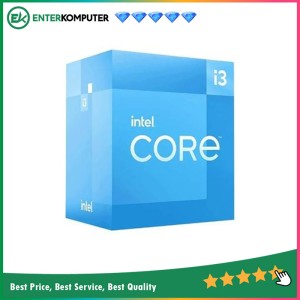 EK ENTERKOMPUTER
i3
intel
CORE
intel
Best Price, Best Service, Best Quality